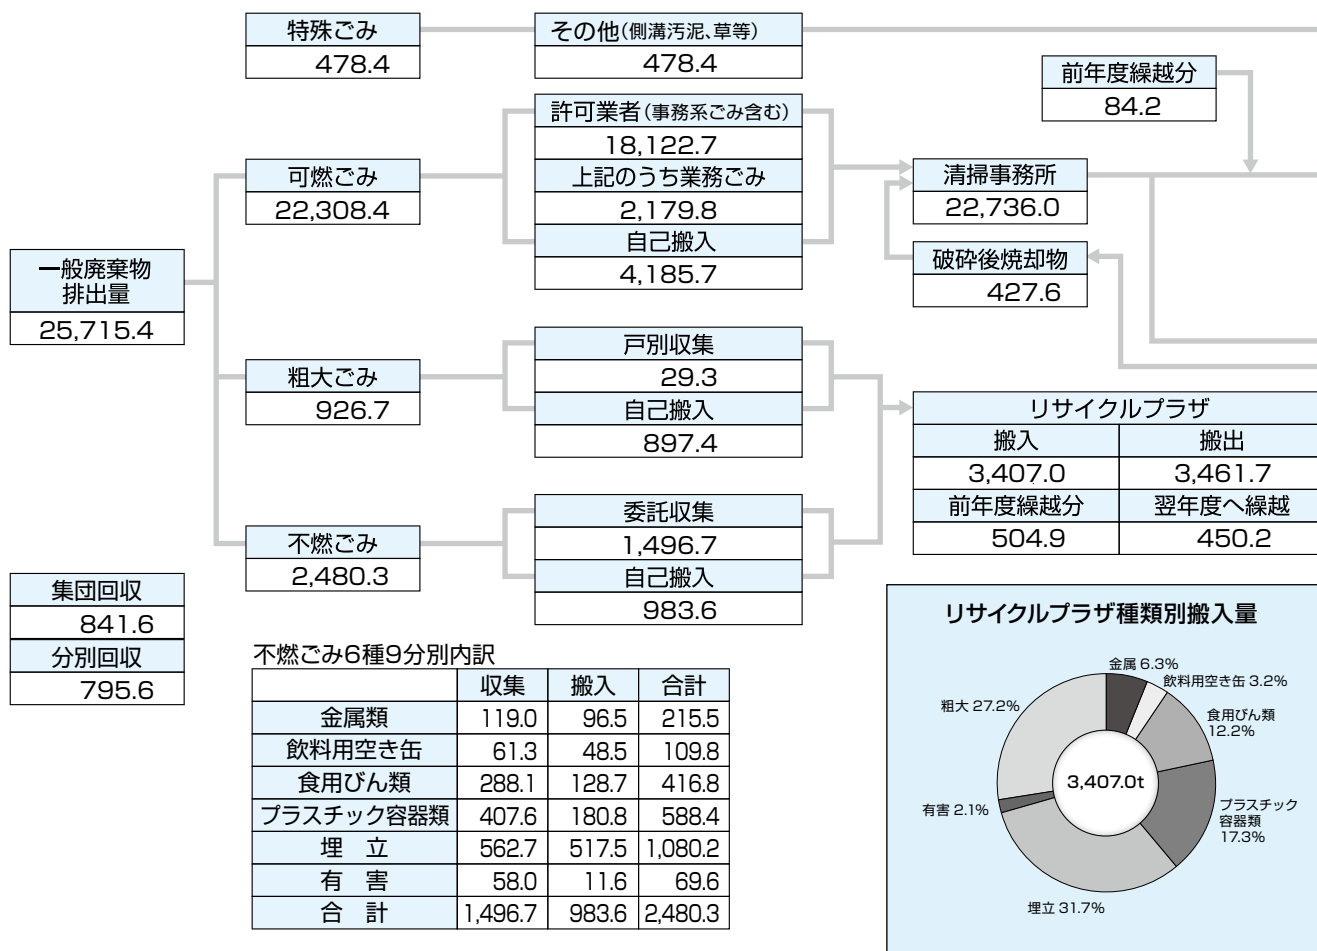 特殊ごみ
478.4
その他(側溝汚泥、草等)
478.4
前年度繰越分
84.2
許可業者(事務系ごみ含む)
18,122.7
上記のうち業務ごみ
2,179.8
自己搬入
4,185.7
可燃ごみ
22,308.4
清掃事務所
22,736.0
破砕後焼却物
427.6
一般廃棄物
排出量
25,715.4
粗大ごみ
926.7
戸別収集
29.3
自己搬入
897.4
リサイクルプラザ
搬入 搬出
3,407.0 3,461.7
前年度繰越分 翌年度へ繰越
504.9 450.2
不燃ごみ
2,480.3
委託収集
1,496.7
自己搬入
983.6
集団回収
841.6
分別回収
795.6
不燃ごみ6種9分別内訳
収集 搬入 合計
金属類 119.0 96.5 215.5
飲料用空き缶 61.3 48.5 109.8
食用びん類 288.1 128.7 416.8
プラスチック容器類 407.6 180.8 588.4
埋 立 562.7 517.5 1,080.2
有 害 58.0 11.6 69.6
合 計 1,496.7 983.6 2,480.3
リサイクルプラザ種類別搬入量
金属 6.3%
飲料用空き缶 3.2%
食用びん類
12.2%
プラスチック
容器類
17.3%
埋立 31.7%
有害 2.1%
粗大 27.2%
3,407.0t